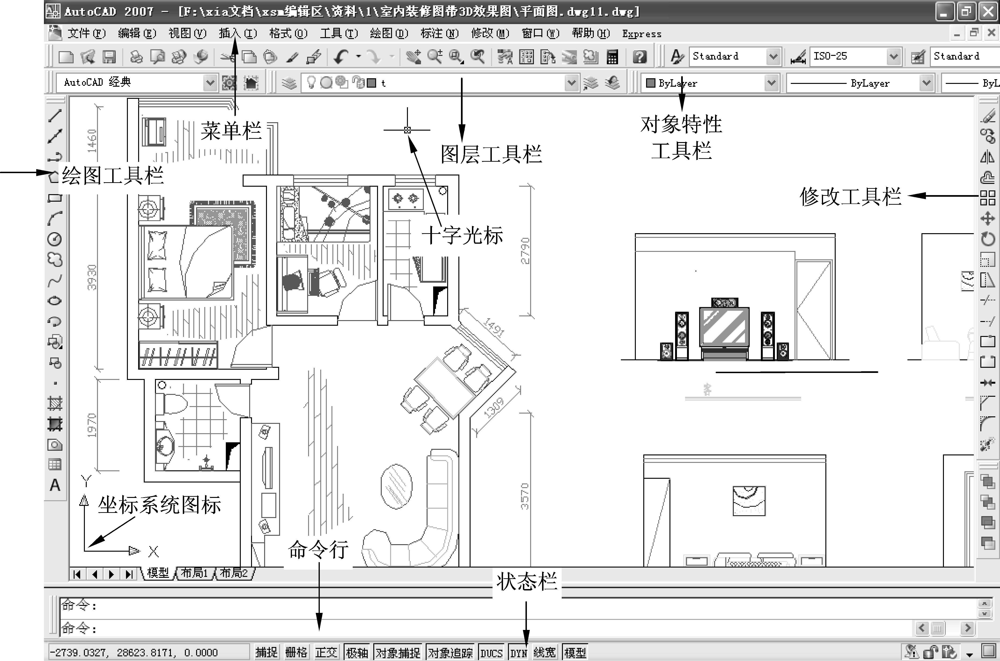 AutoCAD 2007 - [F:\xia文档\xsm编辑区\资料\1\室内装修图带3D效果图\平面图.dwg11.dwg]
文件(F) 编辑(E) 视图(V) 插入(I) 格式(O) 工具(T) 绘图(D) 标注(N) 修改(M) 窗口(W) 帮助(H) Express
Standard ISO-25 Standard
AutoCAD 经典 t ByLayer ByLayer ByL
菜单栏
图层工具栏
对象特性
工具栏
绘图工具栏
修改工具栏
十字光标
1460
3930
2790
1491
1309
1970
3570
客
A
Y
X
坐标系统图标
命令行
模型 布局1 布局2
状态栏
命令:
命令:
-2739.0327, 28623.8171, 0.0000 捕捉 栅格 正交 极轴 对象捕捉 对象追踪 DUCS DYN 线宽 模型